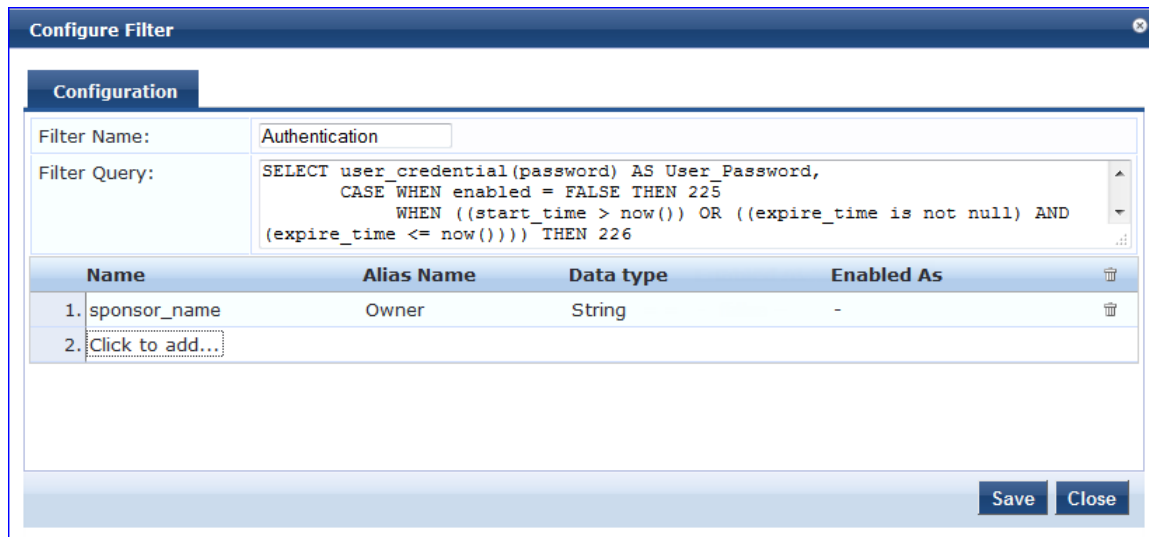 Configure Filter
Configuration
Filter Name: Authentication
Filter Query: SELECT user_credential(password) AS User_Password,
CASE WHEN enabled = FALSE THEN 225
WHEN ((start_time > now()) OR ((expire_time is not null) AND
(expire_time <= now()))) THEN 226
Name Alias Name Data type Enabled As
1. sponsor_name Owner String -
2. Click to add...
Save Close